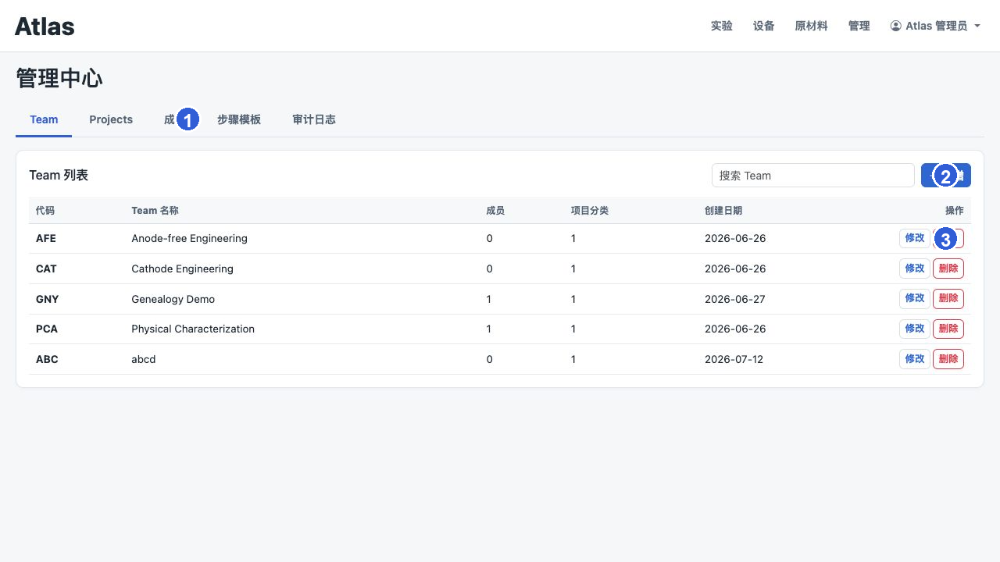 Atlas
实验 设备 原材料 管理 Atlas 管理员
管理中心
Team Projects 成 1 步骤模板 审计日志
Team 列表 搜索 Team 2
代码 Team 名称 成员 项目分类 创建日期 操作
AFE Anode-free Engineering 0 1 2026-06-26 修改 3
CAT Cathode Engineering 0 1 2026-06-26 修改 删除
GNY Genealogy Demo 1 1 2026-06-27 修改 删除
PCA Physical Characterization 1 1 2026-06-26 修改 删除
ABC abcd 0 1 2026-07-12 修改 删除